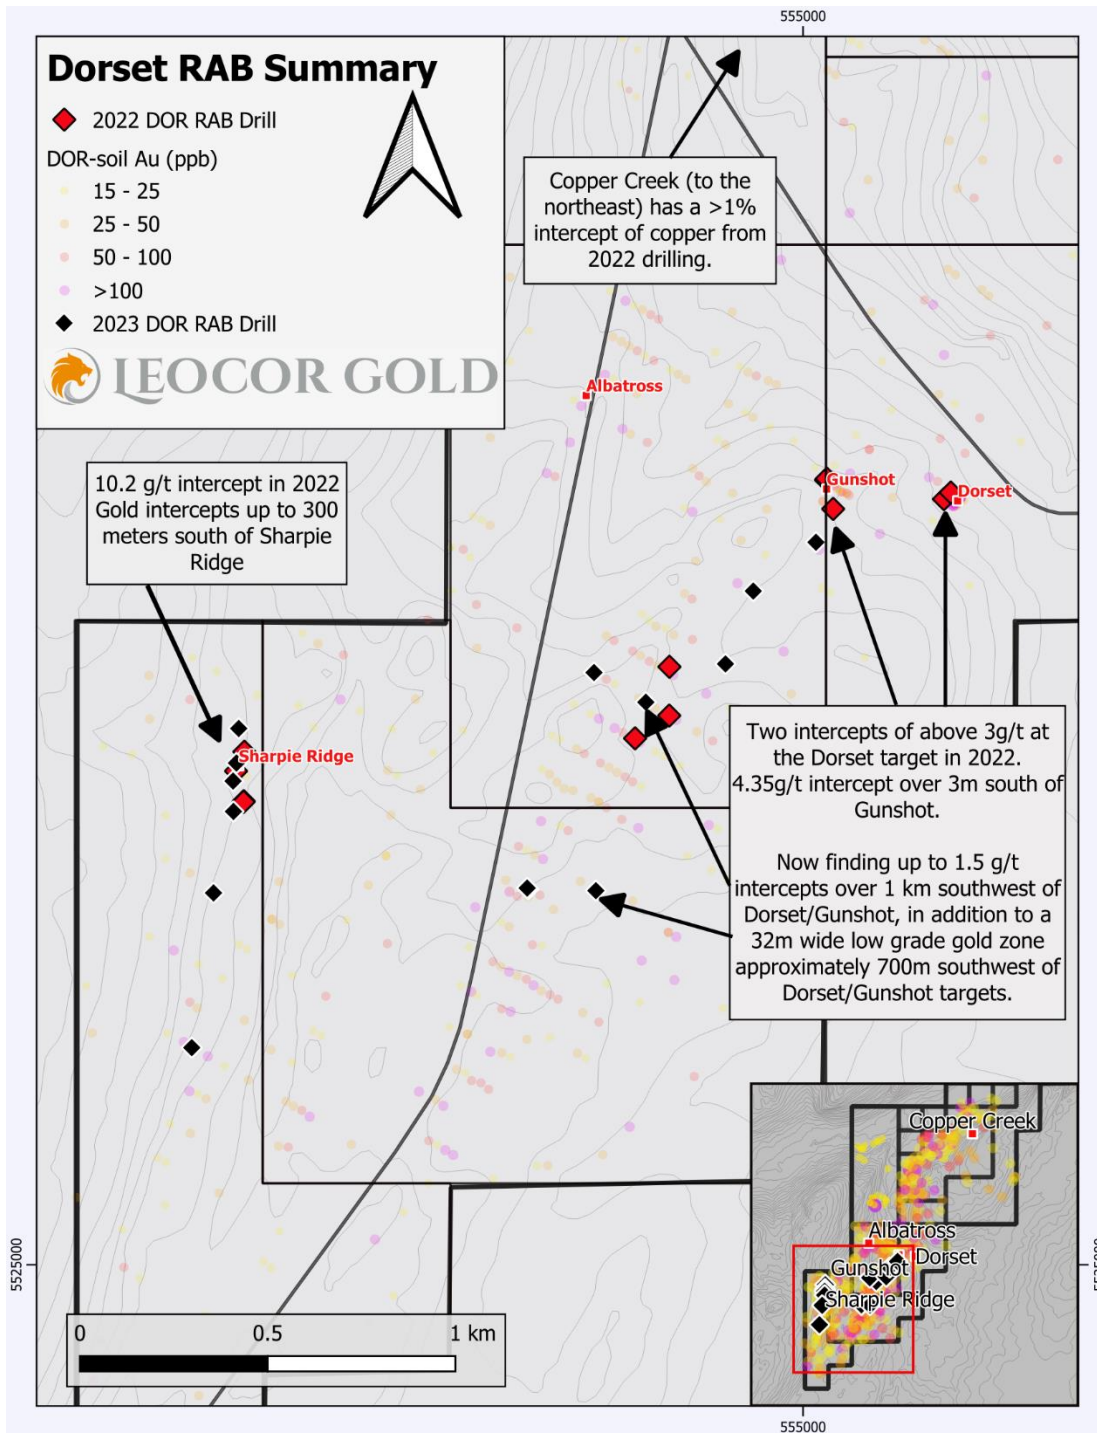 555000
Dorset RAB Summary
2022 DOR RAB Drill
DOR-soil Au (ppb)
15 - 25
25 - 50
50 - 100
>100
2023 DOR RAB Drill
LEOCOR GOLD
Copper Creek (to the
northeast) has a >1%
intercept of copper from
2022 drilling.
Albatross
10.2 g/t intercept in 2022
Gold intercepts up to 300
meters south of Sharpie
Ridge
Gunshot
Dorset
Sharpie Ridge
Two intercepts of above 3g/t at
the Dorset target in 2022.
4.35g/t intercept over 3m south of
Gunshot.
Now finding up to 1.5 g/t
intercepts over 1 km southwest of
Dorset/Gunshot, in addition to a
32m wide low grade gold zone
approximately 700m southwest of
Dorset/Gunshot targets.
Copper Creek
Albatross
Dorset
Gunshot
Sharpie Ridge
5525000
0 0.5 1 km
555000